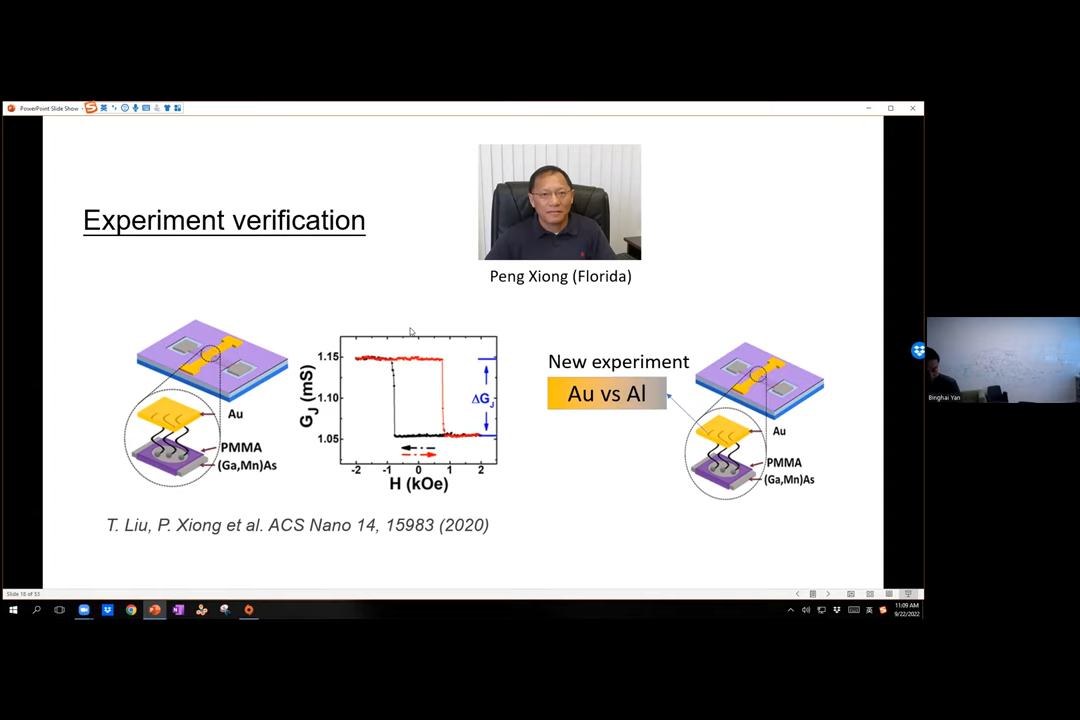 PowerPoint Slide Show -
英
Experiment verification
Peng Xiong (Florida)
Au
PMMA
(Ga,Mn)As
G_J (mS)
1.15
1.10
1.05
ΔG_J
-2 -1 0 1 2
H (kOe)
New experiment
Au vs Al
Au
PMMA
(Ga,Mn)As
T. Liu, P. Xiong et al. ACS Nano 14, 15983 (2020)
Binghai Yan
Slide 18 of 53
英
11:09 AM
9/22/2022